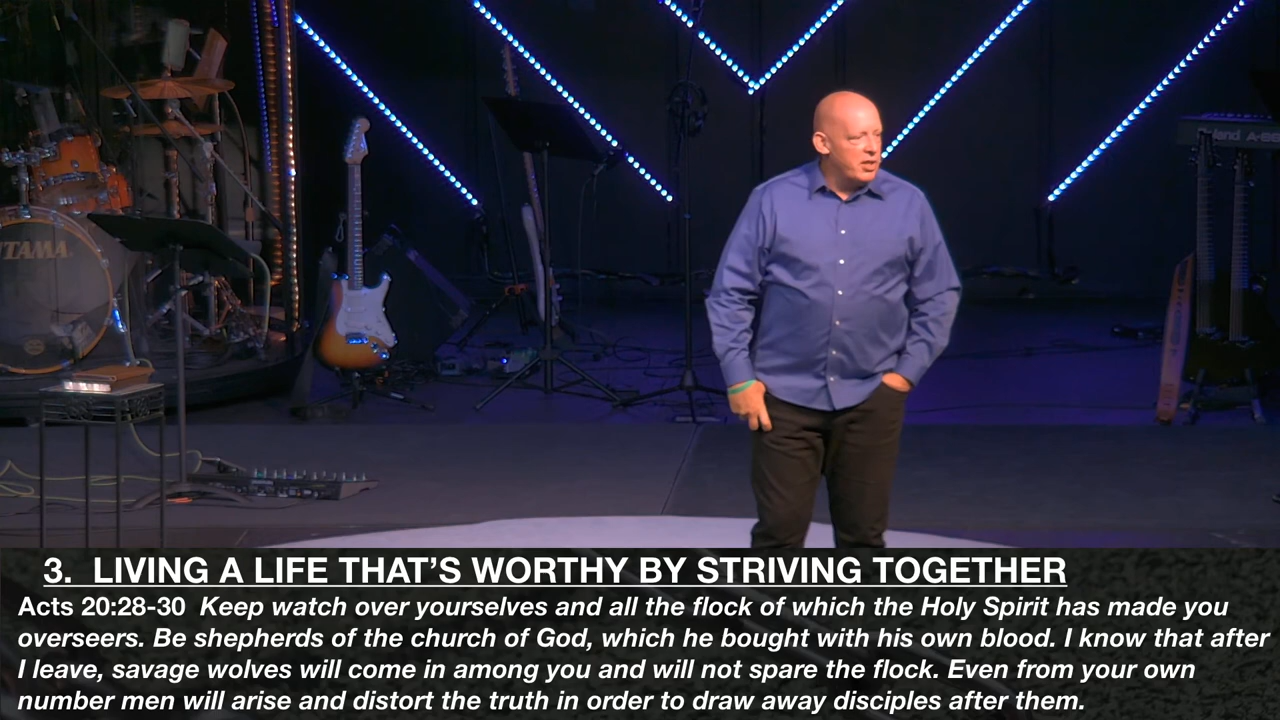 TAMA
Roland A-88
3. LIVING A LIFE THAT'S WORTHY BY STRIVING TOGETHER
Acts 20:28-30 Keep watch over yourselves and all the flock of which the Holy Spirit has made you
overseers. Be shepherds of the church of God, which he bought with his own blood. I know that after
I leave, savage wolves will come in among you and will not spare the flock. Even from your own
number men will arise and distort the truth in order to draw away disciples after them.